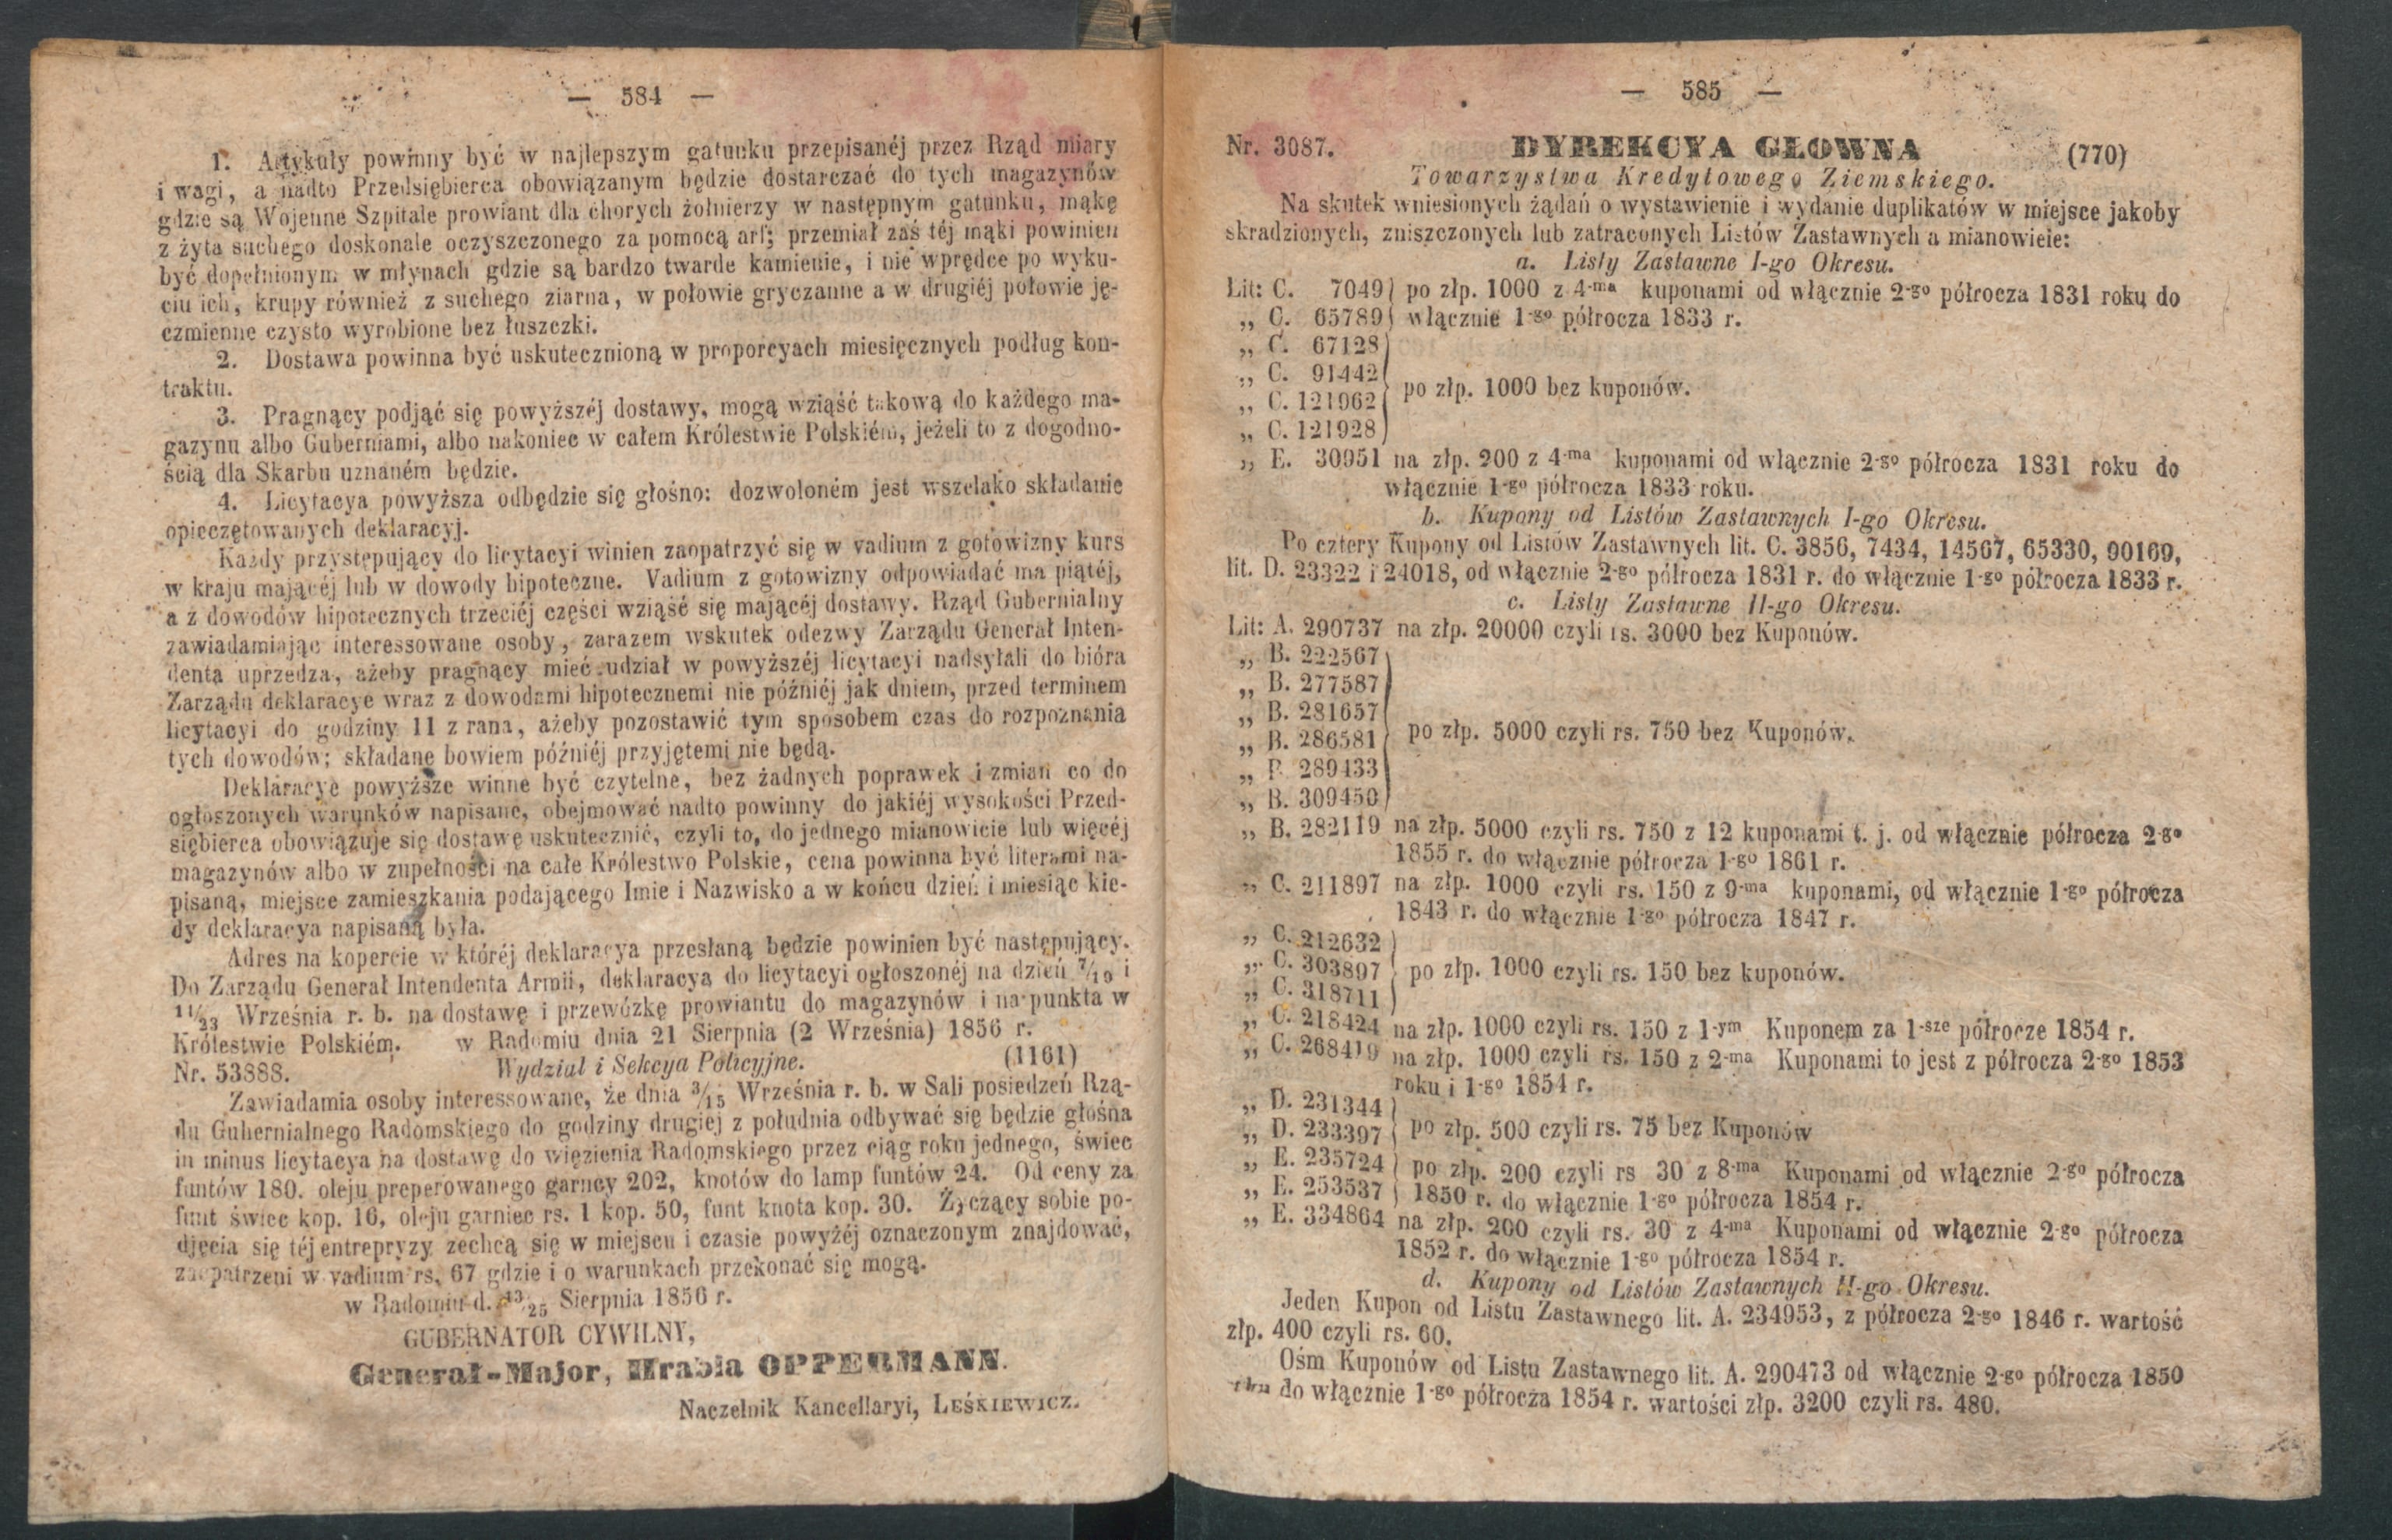 — 584 —
1. Artykuły powinny być w najlepszym gatunku przepisanéj przez Rząd miary
i wagi, a nadto Przedsiębierca obowiązanym będzie dostarczać do tych magazynów
gdzie są Wojenne Szpitale prowiant dla chorych żołnierzy w następnym gatunku, mąkę
z żyta suchego doskonale oczyszczonego za pomocą arf; przemiał zaś téj mąki powinien
być dopełnionym w młynach gdzie są bardzo twarde kamienie, i nie wprędce po wyku-
ciu ich, krupy również z suchego ziarna, w połowie gryczanne a w drugiéj połowie ję-
czmienne czysto wyrobione bez łuszczki.
2. Dostawa powinna być uskutecznioną w proporcyach miesięcznych podług kon-
traktu.
3. Pragnący podjąć się powyższéj dostawy, mogą wziąść takową do każdego ma-
gazynu albo Guberniami, albo nakoniec w całem Królestwie Polskiém, jeżeli to z dogodno-
ścią dla Skarbu uznaném będzie.
4. Licytacya powyższa odbędzie się głośno: dozwoloném jest wszelako składanie
opieczętowanych deklaracyj.
Każdy przystępujący do licytacyi winien zaopatrzyć się w vadium z gotowizny kurs
w kraju mającéj lub w dowody hipoteczne. Vadium z gotowizny odpowiadać ma piątéj,
a z dowodów hipotecznych trzeciéj części wziąść się mającéj dostawy. Rząd Gubernialny
zawiadamiając interessowane osoby, zarazem wskutek odezwy Zarządu Generał Inten-
denta uprzedza, ażeby pragnący mieć udział w powyższéj licytacyi nadsyłali do bióra
Zarządu deklaracye wraz z dowodami hipotecznemi nie późniéj jak dniem, przed terminem
licytacyi do godziny 11 z rana, ażeby pozostawić tym sposobem czas do rozpoznania
tych dowodów; składane bowiem późniéj przyjętemi nie będą.
Deklaracye powyższe winne być czytelne, bez żadnych poprawek i zmian co do
ogłoszonych warunków napisane, obejmować nadto powinny do jakiéj wysokości Przed-
siębierca obowiązuje się dostawę uskutecznić, czyli to, do jednego mianowicie lub więcéj
magazynów albo w zupełności na całe Królestwo Polskie, cena powinna być literami na-
pisaną, miejsce zamieszkania podającego Imie i Nazwisko a w końcu dzień i miesiąc kie-
dy deklaracya napisaną była.
Adres na kopercie w któréj deklaracya przesłaną będzie powinien być następujący.
Do Zarządu Generał Intendenta Armii, deklaracya do licytacyi ogłoszonéj na dzień 7/19 i
11/23 Września r. b. na dostawę i przewózkę prowiantu do magazynów i na punkta w
Królestwie Polskiém. w Radomiu dnia 21 Sierpnia (2 Września) 1856 r.
Nr. 53888. Wydział i Sekcya Policyjne. (1161)
Zawiadamia osoby interessowane, że dnia 3/15 Września r. b. w Sali posiedzeń Rzą-
du Gubernialnego Radomskiego do godziny drugiej z południa odbywać się będzie głośna
in minus licytacya na dostawę do więzienia Radomskiego przez ciąg roku jednego, świec
funtów 180. oleju preperowanego garncy 202, knotów do lamp funtów 24. Od ceny za
funt świec kop. 16, oleju garniec rs. 1 kop. 50, funt knota kop. 30. Życzący sobie po-
djęcia się téj entrepryzy zechcą się w miejscu i czasie powyżéj oznaczonym znajdować,
zaopatrzeni w vadium rs. 67 gdzie i o warunkach przekonać się mogą.
w Radomiu d. 13/25 Sierpnia 1856 r.
GUBERNATOR CYWILNY,
Generał-Major, Hrabia OPPERMANN.
Naczelnik Kancellaryi, LEŚKIEWICZ.
— 585 —
Nr. 3087. DYREKCYA GŁOWNA (770)
Towarzystwa Kredytowego Ziemskiego.
Na skutek wniesionych żądań o wystawienie i wydanie duplikatów w miejsce jakoby
skradzionych, zniszczonych lub zatraconych Listów Zastawnych a mianowicie:
a. Listy Zastawne I-go Okresu.
Lit: C. 7049 po złp. 1000 z 4-ma kuponami od włącznie 2-go półrocza 1831 roku do
„ C. 65789 włącznie 1-go półrocza 1833 r.
„ C. 67128
„ C. 91442
po złp. 1000 bez kuponów.
„ C. 121962
„ C. 121928
„ E. 30951 na złp. 200 z 4-ma kuponami od włącznie 2-go półrocza 1831 roku do
włącznie 1-go półrocza 1833 roku.
b. Kupony od Listów Zastawnych I-go Okresu.
Po cztery Kupony od Listów Zastawnych lit. C. 3856, 7434, 14567, 65330, 90169,
lit. D. 23322 i 24018, od włącznie 2-go półrocza 1831 r. do włącznie 1-go półrocza 1833 r.
c. Listy Zastawne II-go Okresu.
Lit: A. 290737 na złp. 20000 czyli rs. 3000 bez Kuponów.
„ B. 222567
„ B. 277587
„ B. 281657
„ B. 286581 po złp. 5000 czyli rs. 750 bez Kuponów.
„ B. 289433
„ B. 309450
„ B. 282119 na złp. 5000 czyli rs. 750 z 12 kuponami t. j. od włącznie półrocza 2-go
1855 r. do włącznie półrocza 1-go 1861 r.
„ C. 211897 na złp. 1000 czyli rs. 150 z 9-ma kuponami, od włącznie 1-go półrocza
1843 r. do włącznie 1-go półrocza 1847 r.
„ C. 212632
„ C. 303897 po złp. 1000 czyli rs. 150 bez kuponów.
„ C. 318711
„ C. 218424 na złp. 1000 czyli rs. 150 z 1-ym Kuponem za 1-sze półrocze 1854 r.
„ C. 268419 na złp. 1000 czyli rs. 150 z 2-ma Kuponami to jest z półrocza 2-go 1853
roku i 1-go 1854 r.
„ D. 231344
„ D. 233397 po złp. 500 czyli rs. 75 bez Kuponów
„ E. 235724 po złp. 200 czyli rs 30 z 8-ma Kuponami od włącznie 2-go półrocza
„ E. 253537 1850 r. do włącznie 1-go półrocza 1854 r.
„ E. 334864 na złp. 200 czyli rs. 30 z 4-ma Kuponami od włącznie 2-go półrocza
1852 r. do włącznie 1-go półrocza 1854 r.
d. Kupony od Listów Zastawnych II-go Okresu.
Jeden Kupon od Listu Zastawnego lit. A. 234953, z półrocza 2-go 1846 r. wartość
złp. 400 czyli rs. 60.
Ośm Kuponów od Listu Zastawnego lit. A. 290473 od włącznie 2-go półrocza 1850
do włącznie 1-go półrocza 1854 r. wartości złp. 3200 czyli rs. 480.